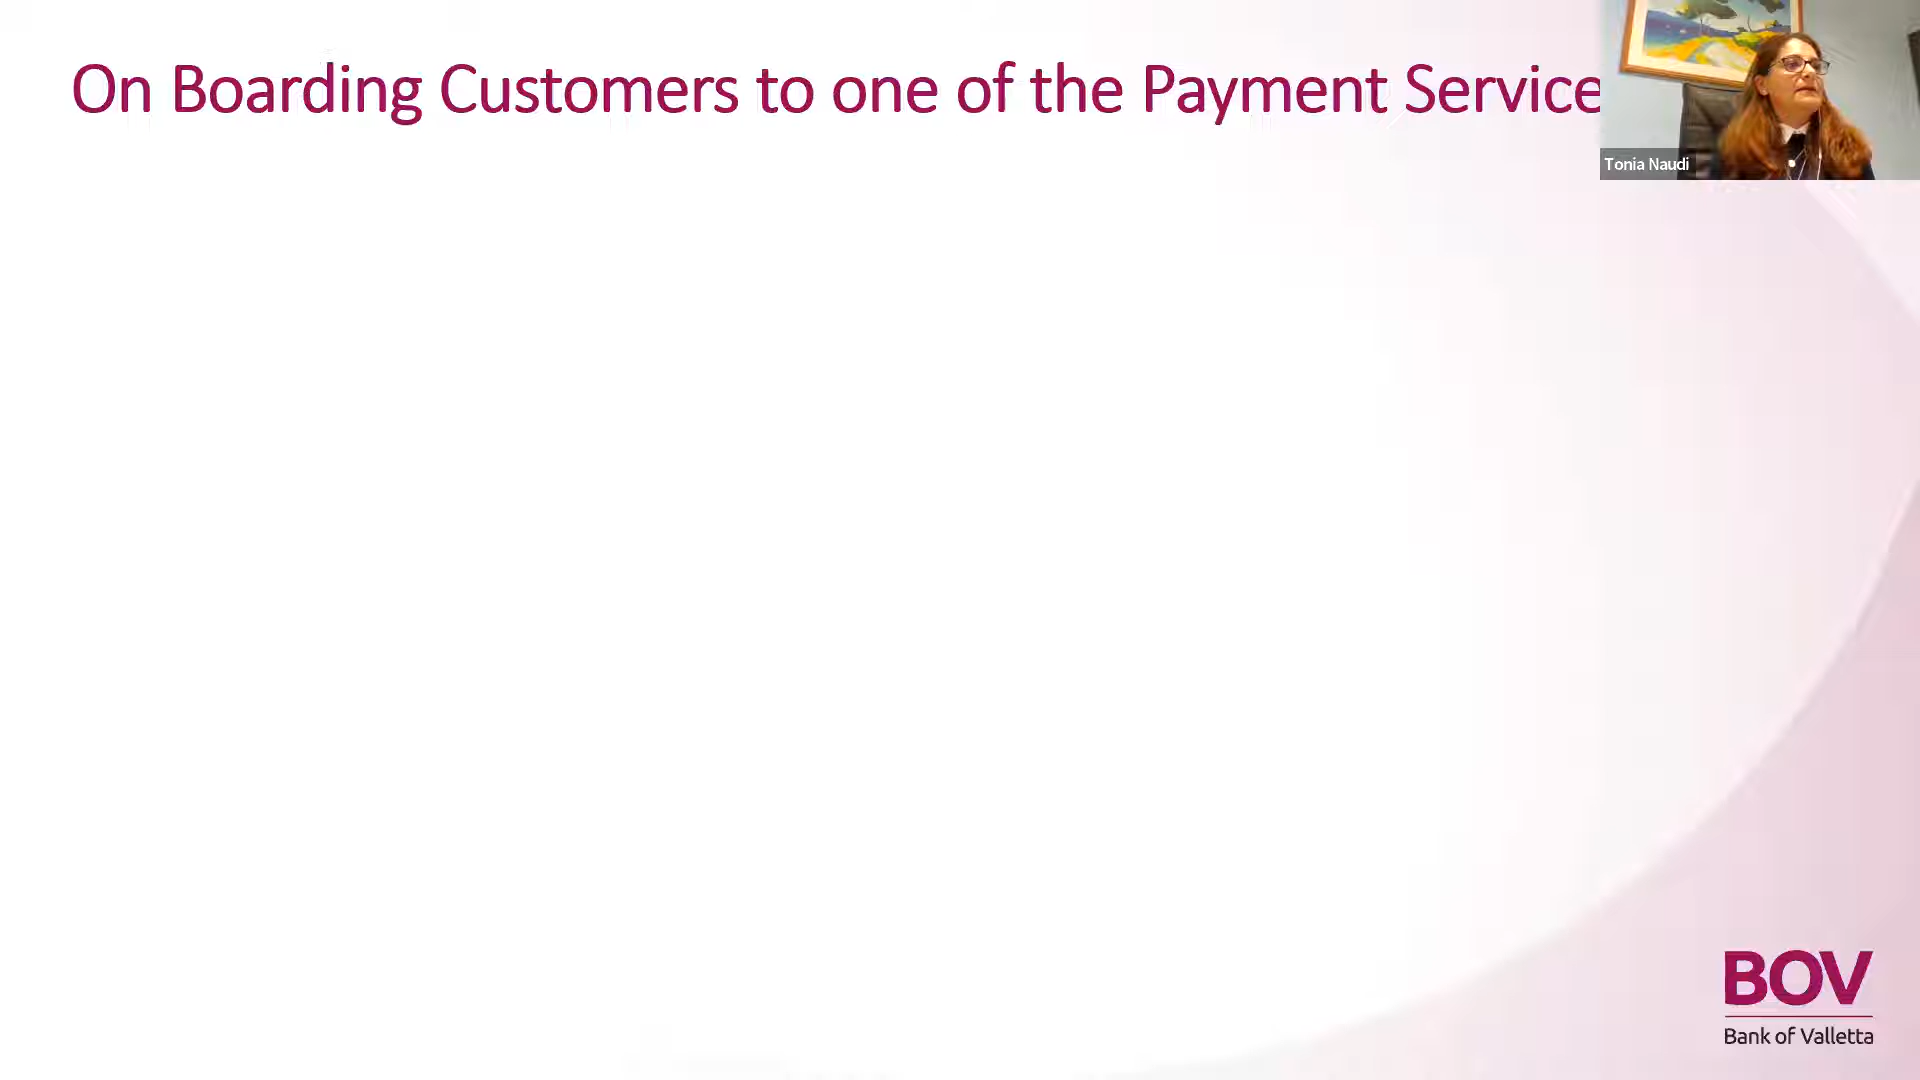 On Boarding Customers to one of the Payment Service
Tonia Naudi
BOV
Bank of Valletta